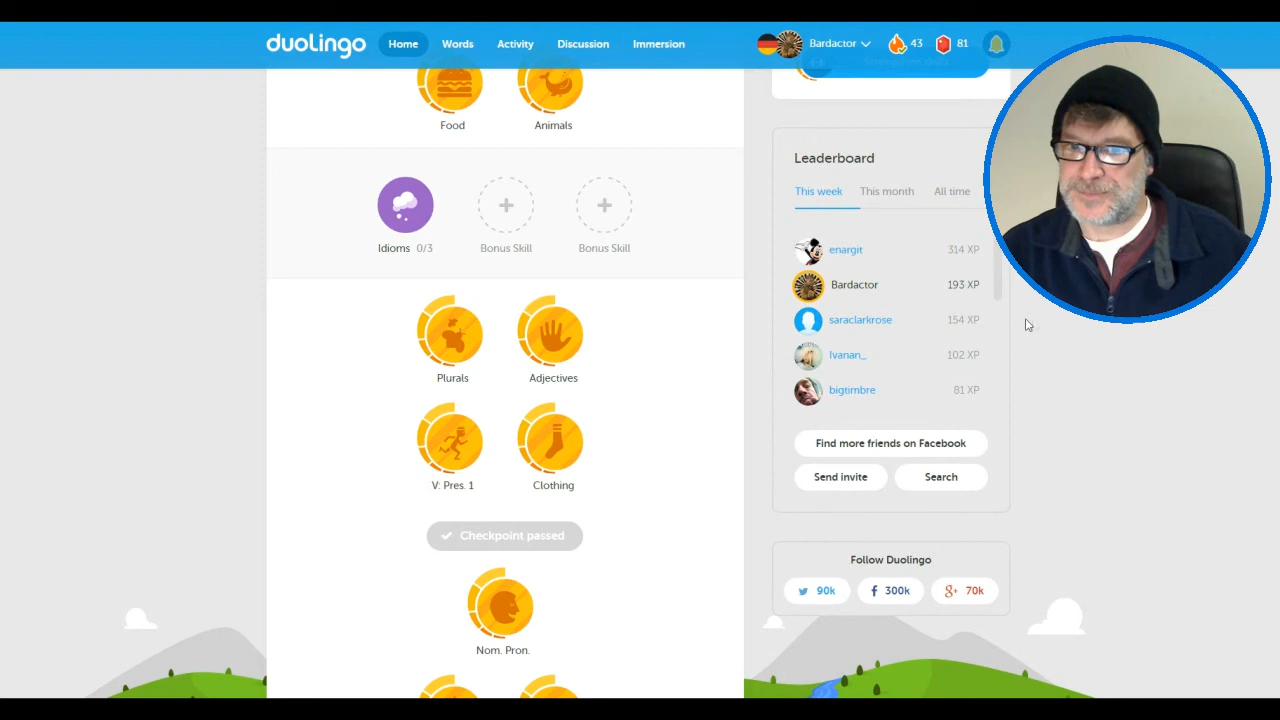 duolingo Home Words Activity Discussion Immersion Bardactor 43 81
Strengthen skills
Food Animals
Idioms 0/3 Bonus Skill Bonus Skill
Plurals Adjectives
V: Pres. 1 Clothing
Checkpoint passed
Nom. Pron.
Leaderboard
This week This month All time
enargit 314 XP
Bardactor 193 XP
saraclarkrose 154 XP
Ivanan_ 102 XP
bigtimbre 81 XP
Find more friends on Facebook
Send invite Search
Follow Duolingo
90k 300k g+ 70k